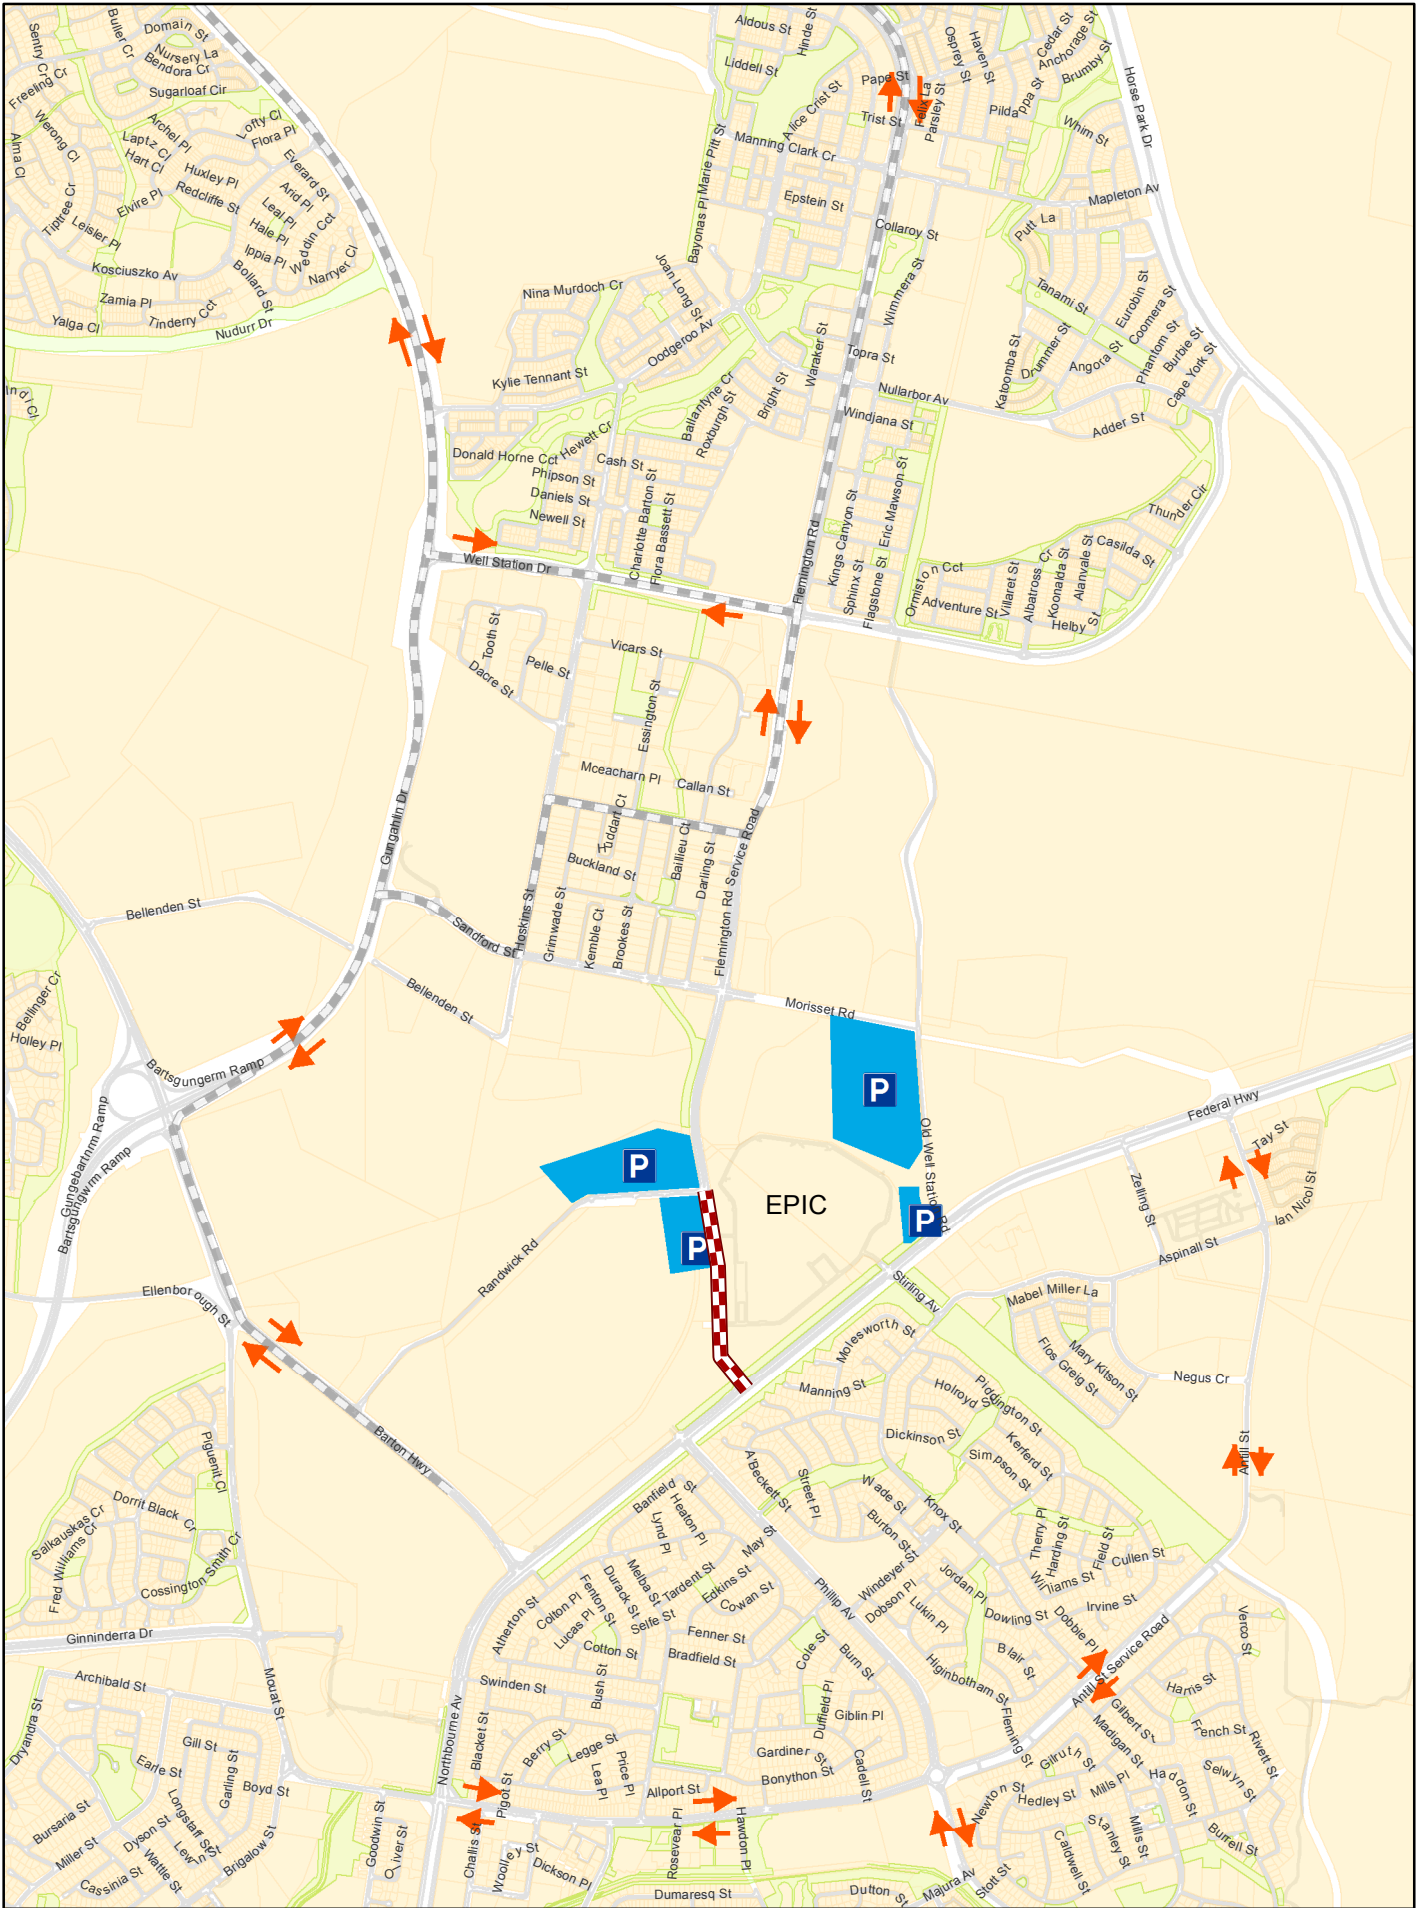 Sentry Cr
Buller Cr
Domain St
Nursery La
Bendora Cr
Freeling Cr
Sugarloaf Cir
Aldous St
Hinde St
Liddell St
Osprey St
Haven St
Cedar St
Anchorage St
Brumby St
Horse Park Dr
Pape St
Felix La
Parsley St
Pilda
ppa St
Alice Crist St
Trist St
Whim St
Alma Cl
Werong Cl
Archel Pl
Laptz Cl
Hart Cl
Lofty Cl
Flora Pl
Everard St
Manning Clark Cr
Marie Pitt St
Bayonas Pl
Huxley Pl
Redcliffe St
Arid Pl
Leal Pl
Hale Pl
Ippia Pl
Weddin Cct
Narryer Cl
Elvire Pl
Tiptree Cr
Leisler Pl
Epstein St
Mapleton Av
Putt La
Collaroy St
Kosciuszko Av
Bollard St
Zamia Pl
Tinderry Cct
Yalga Cl
Nudurr Dr
Joan Long St
Nina Murdoch Cr
Oodgeroo Av
Wimmera St
Tanami St
Eurobin St
Coomera St
Phantom St
Burbie St
Cape York St
Waraker St
Topra St
Katoomba St
Drummer St
Angora St
Kylie Tennant St
Ballantyne Cr
Roxburgh St
Bright St
Nullarbor Av
Windjana St
Adder St
Indi Cl
Donald Horne Cct
Hewett Cr
Cash St
Phipson St
Daniels St
Newell St
Charlotte Barton St
Flora Bassett St
Flemington Rd
Kings Canyon St
Eric Mawson St
Thunder Cir
Casilda St
Well Station Dr
Sphinx St
Flagstone St
Ormiston Cct
Adventure St
Villaret St
Albatross Cr
Koonalda St
Alanvale St
Helby St
Tooth St
Pelle St
Dacre St
Vicars St
Essington St
Mceacharn Pl
Callan St
Gungahlin Dr
Huddart Ct
Baillieu Ct
Darling St
Flemington Rd Service Road
Buckland St
Bellenden St
Sandford St
Hoskins St
Grimwade St
Kemble Ct
Brookes St
Bellenden St
Morisset Rd
Bellinger Cr
Holley Pl
Bartsgungerm Ramp
Gungebartnrm Ramp
Bartsgungwrm Ramp
P
P
P
P
EPIC
Old Well Station Rd
Federal Hwy
Tay St
Ian Nicol St
Zelling St
Aspinall St
Randwick Rd
Stirling Av
Ellenborough St
Mabel Miller La
Molesworth St
Flos Greig St
Mary Kitson St
Negus Cr
Manning St
Holroyd St
Piddington St
Barton Hwy
Dickinson St
Kerferd St
Simpson St
Antill St
Piguenit Cl
A'Beckett St
Street Pl
Wade St
Knox St
Banfield St
Heaton Pl
Lynd Pl
Salkauskas Cr
Dorrit Black Cr
Fred Williams Cr
Cossington Smith Cr
May St
Burton St
Windeyer St
Therry Pl
Harding St
Field St
Cullen St
Williams St
Melba St
Tardent St
Edkins St
Cowan St
Phillip Av
Dobson Pl
Lukin Pl
Jordan Pl
Dowling St
Dobbie Pl
Irvine St
Atherton St
Colton Pl
Lucas Pl
Fenton St
Durack St
Selfe St
Fenner St
Cotton St
Bradfield St
Cole St
Burn St
Blair St
Antill St Service Road
Verco St
Ginninderra Dr
Archibald St
Mouat St
Swinden St
Bush St
Duffield Pl
Giblin Pl
Higinbotham St
Fleming St
Harris St
Gilbert St
Madigan St
French St
Rivett St
Dryandra St
Northbourne Av
Blacket St
Berry St
Legge St
Lea Pl
Price Pl
Gardiner St
Bonython St
Cadell St
Gilruth St
Mills Pl
Haddon St
Selwyn St
Gill St
Earle St
Garling St
Boyd St
Longstaff St
Pigot St
Allport St
Newton St
Hedley St
Bursaria St
Miller St
Dyson St
Lewin St
Wattle St
Cassinia St
Brigalow St
Goodwin St
Oliver St
Challis St
Woolley St
Dickson Pl
Rosevear Pl
Hawdon Pl
Dumaresq St
Dutton St
Majura Av
Stott St
Caldwell St
Stanley St
Mills St
Burrell St